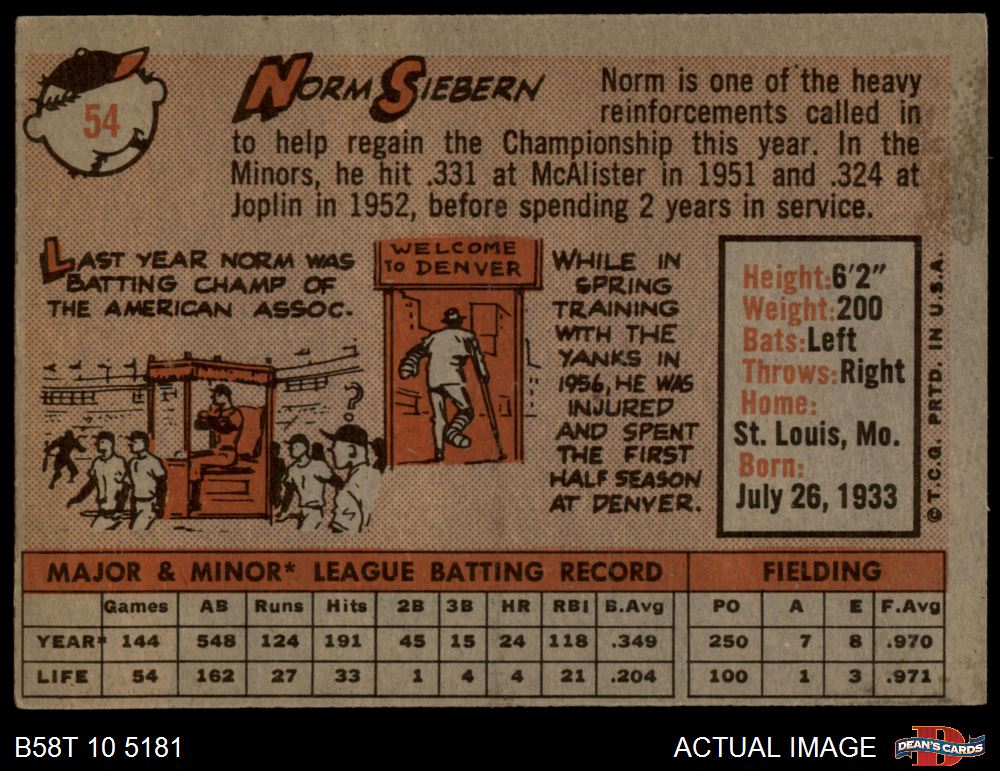 54
NORM SIEBERN
Norm is one of the heavy
reinforcements called in
to help regain the Championship this year. In the
Minors, he hit .331 at McAlister in 1951 and .324 at
Joplin in 1952, before spending 2 years in service.
LAST YEAR NORM WAS
BATTING CHAMP OF
THE AMERICAN ASSOC.
?
WELCOME
TO DENVER
WHILE IN
SPRING
TRAINING
WITH THE
YANKS IN
1956, HE WAS
INJURED
AND SPENT
THE FIRST
HALF SEASON
AT DENVER.
Height: 6'2"
Weight: 200
Bats: Left
Throws: Right
Home:
St. Louis, Mo.
Born:
July 26, 1933
©T.C.G. PRTD. IN U.S.A.
MAJOR & MINOR* LEAGUE BATTING RECORD FIELDING
Games AB Runs Hits 2B 3B HR RBI B.Avg PO A E F.Avg
YEAR* 144 548 124 191 45 15 24 118 .349 250 7 8 .970
LIFE 54 162 27 33 1 4 4 21 .204 100 1 3 .971
B58T 10 5181
ACTUAL IMAGE
DEAN'S CARDS